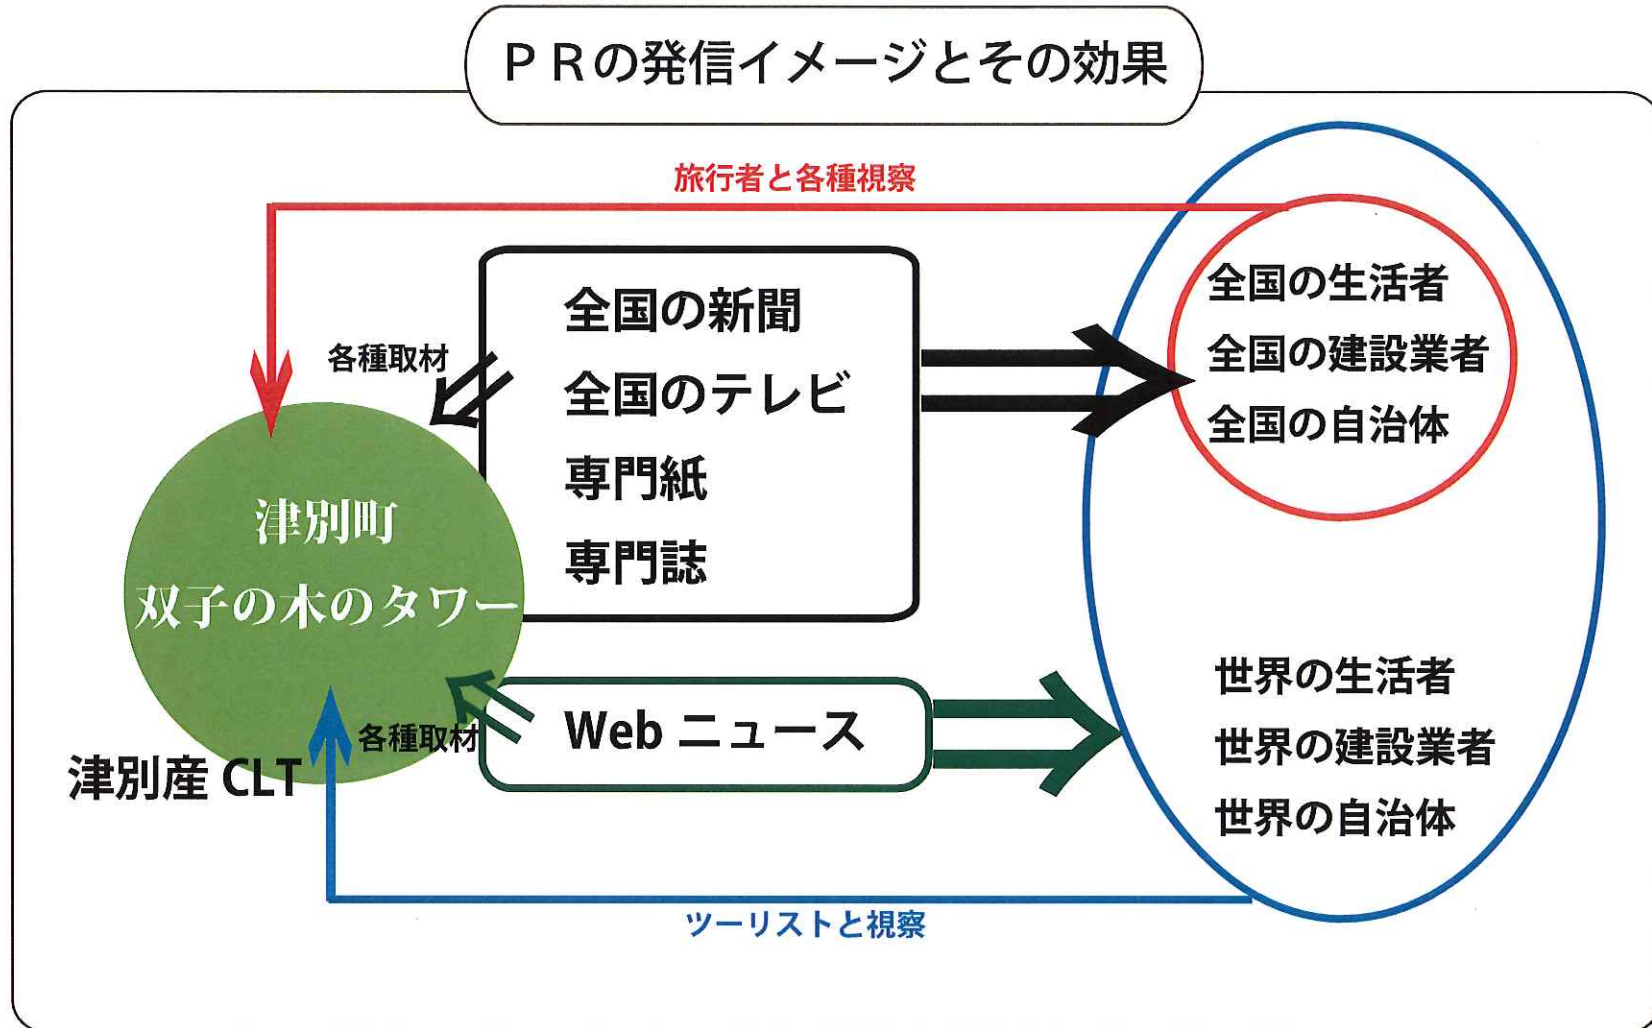 ＰＲの発信イメージとその効果
旅行者と各種視察
各種取材
全国の新聞
全国のテレビ
専門紙
専門誌
全国の生活者
全国の建設業者
全国の自治体
津別町
双子の木のタワー
津別産 CLT
各種取材
Web ニュース
世界の生活者
世界の建設業者
世界の自治体
ツーリストと視察